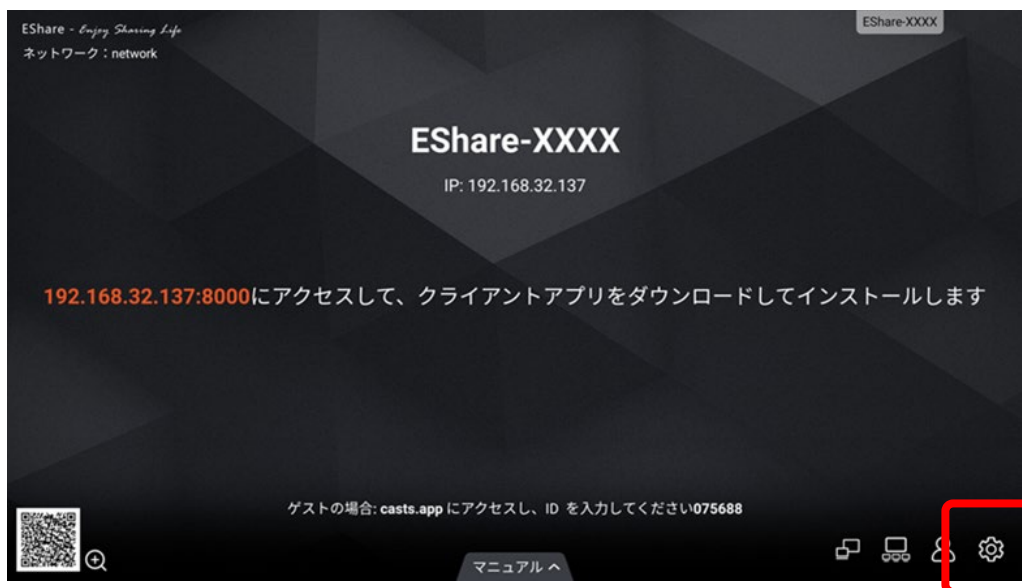 EShare - Enjoy Sharing Life
EShare-XXXX
ネットワーク：network
EShare-XXXX
IP: 192.168.32.137
192.168.32.137:8000にアクセスして、クライアントアプリをダウンロードしてインストールします
ゲストの場合: casts.app にアクセスし、ID を入力してください075688
マニュアル